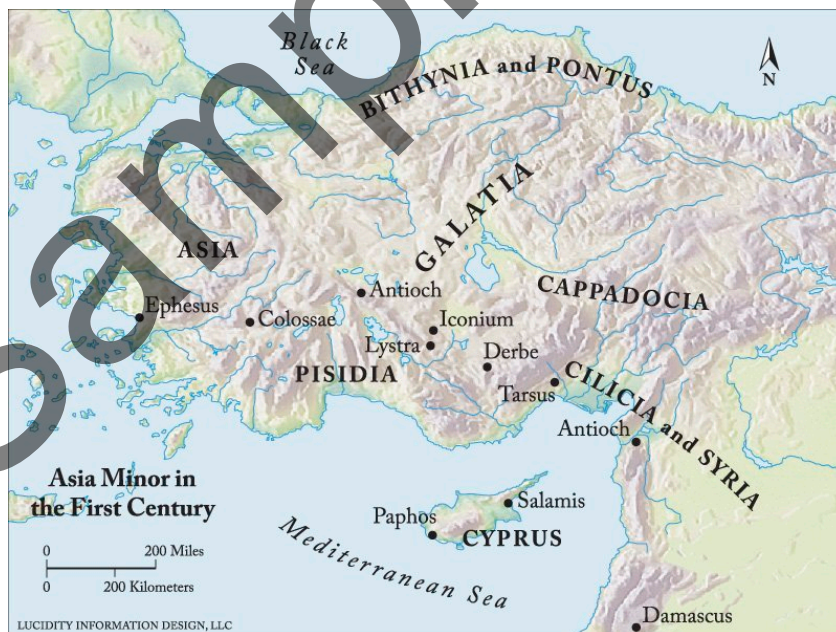 Sample
Black
Sea
N
BITHYNIA and PONTUS
GALATIA
ASIA
CAPPADOCIA
Antioch
Ephesus
Colossae
Iconium
Lystra
Derbe
PISIDIA
Tarsus
CILICIA and SYRIA
Antioch
Asia Minor in
the First Century
Salamis
Paphos
CYPRUS
Mediterranean Sea
0 200 Miles
0 200 Kilometers
Damascus
LUCIDITY INFORMATION DESIGN, LLC